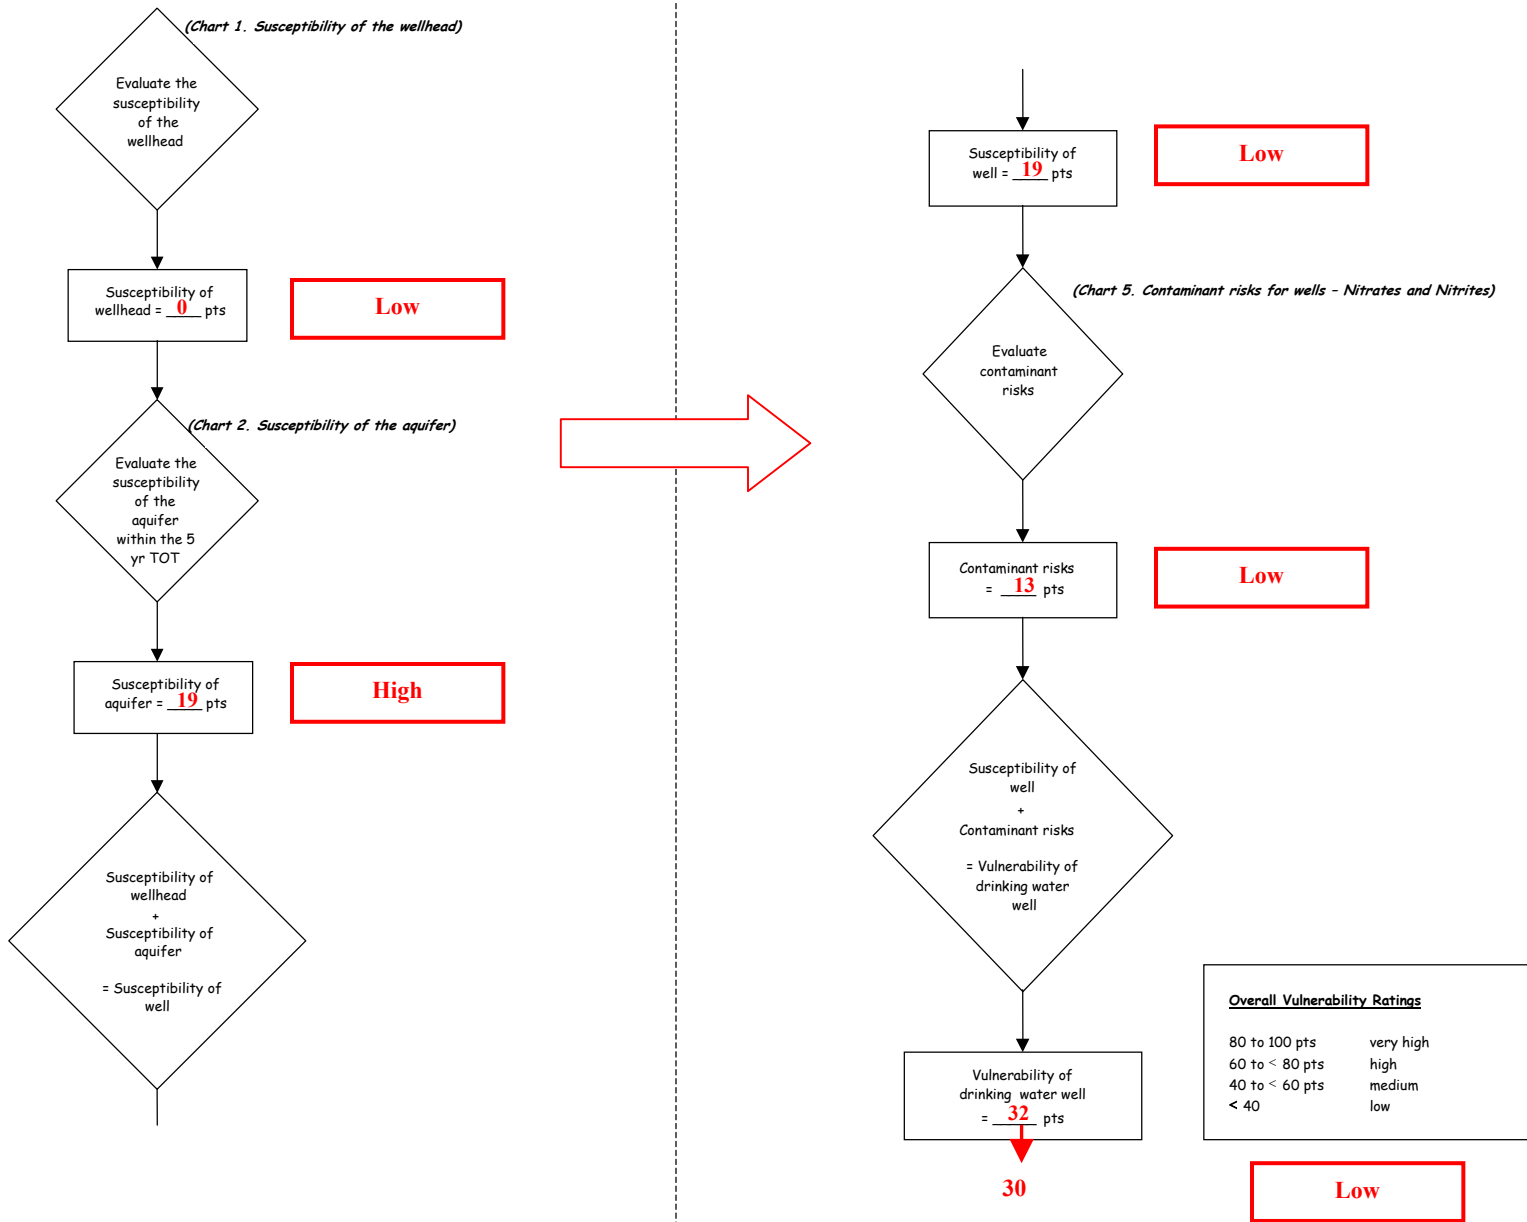 (Chart 1. Susceptibility of the wellhead)
Evaluate the
susceptibility
of the
wellhead
Susceptibility of
wellhead = 0 pts
Low
(Chart 2. Susceptibility of the aquifer)
Evaluate the
susceptibility
of the
aquifer
within the 5
yr TOT
Susceptibility of
aquifer = 19 pts
High
Susceptibility of
wellhead
+
Susceptibility of
aquifer
= Susceptibility of
well
Susceptibility of
well = 19 pts
Low
(Chart 5. Contaminant risks for wells – Nitrates and Nitrites)
Evaluate
contaminant
risks
Contaminant risks
= 13 pts
Low
Susceptibility of
well
+
Contaminant risks
= Vulnerability of
drinking water
well
Vulnerability of
drinking water well
= 32 pts
30
Overall Vulnerability Ratings
80 to 100 pts very high
60 to < 80 pts high
40 to < 60 pts medium
< 40 low
Low